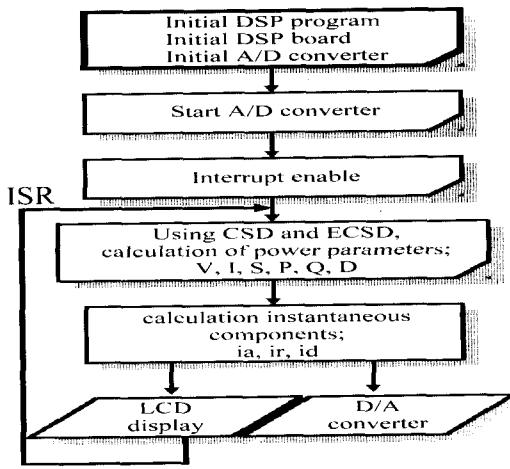 Initial DSP program
Initial DSP board
Initial A/D converter
Start A/D converter
Interrupt enable
ISR
Using CSD and ECSD,
calculation of power parameters;
V, I, S, P, Q, D
calculation instantaneous
components;
ia, ir, id
LCD
display
D/A
converter